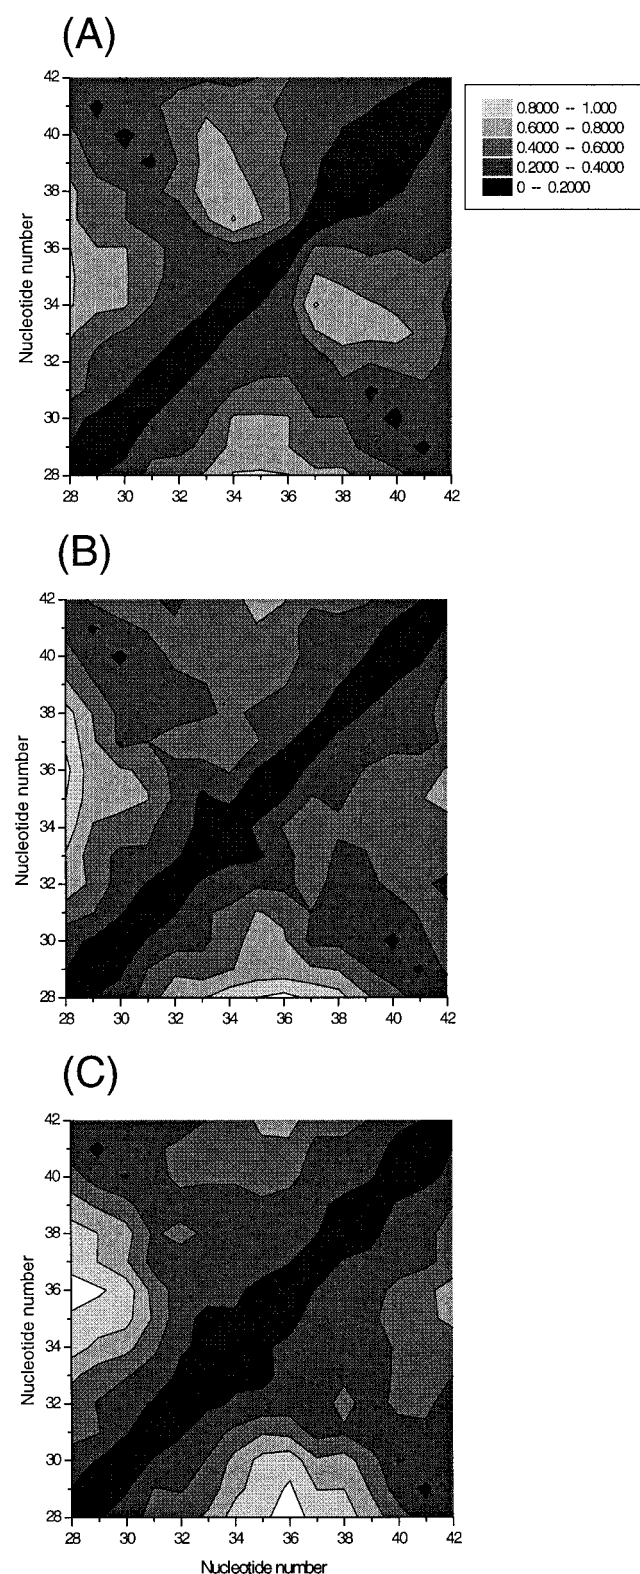 (A)
42
40
38
36
34
32
30
28
Nucleotide number
28 30 32 34 36 38 40 42
0.8000 -- 1.000
0.6000 -- 0.8000
0.4000 -- 0.6000
0.2000 -- 0.4000
0 -- 0.2000
(B)
42
40
38
36
34
32
30
28
Nucleotide number
28 30 32 34 36 38 40 42
(C)
42
40
38
36
34
32
30
28
Nucleotide number
28 30 32 34 36 38 40 42
Nucleotide number